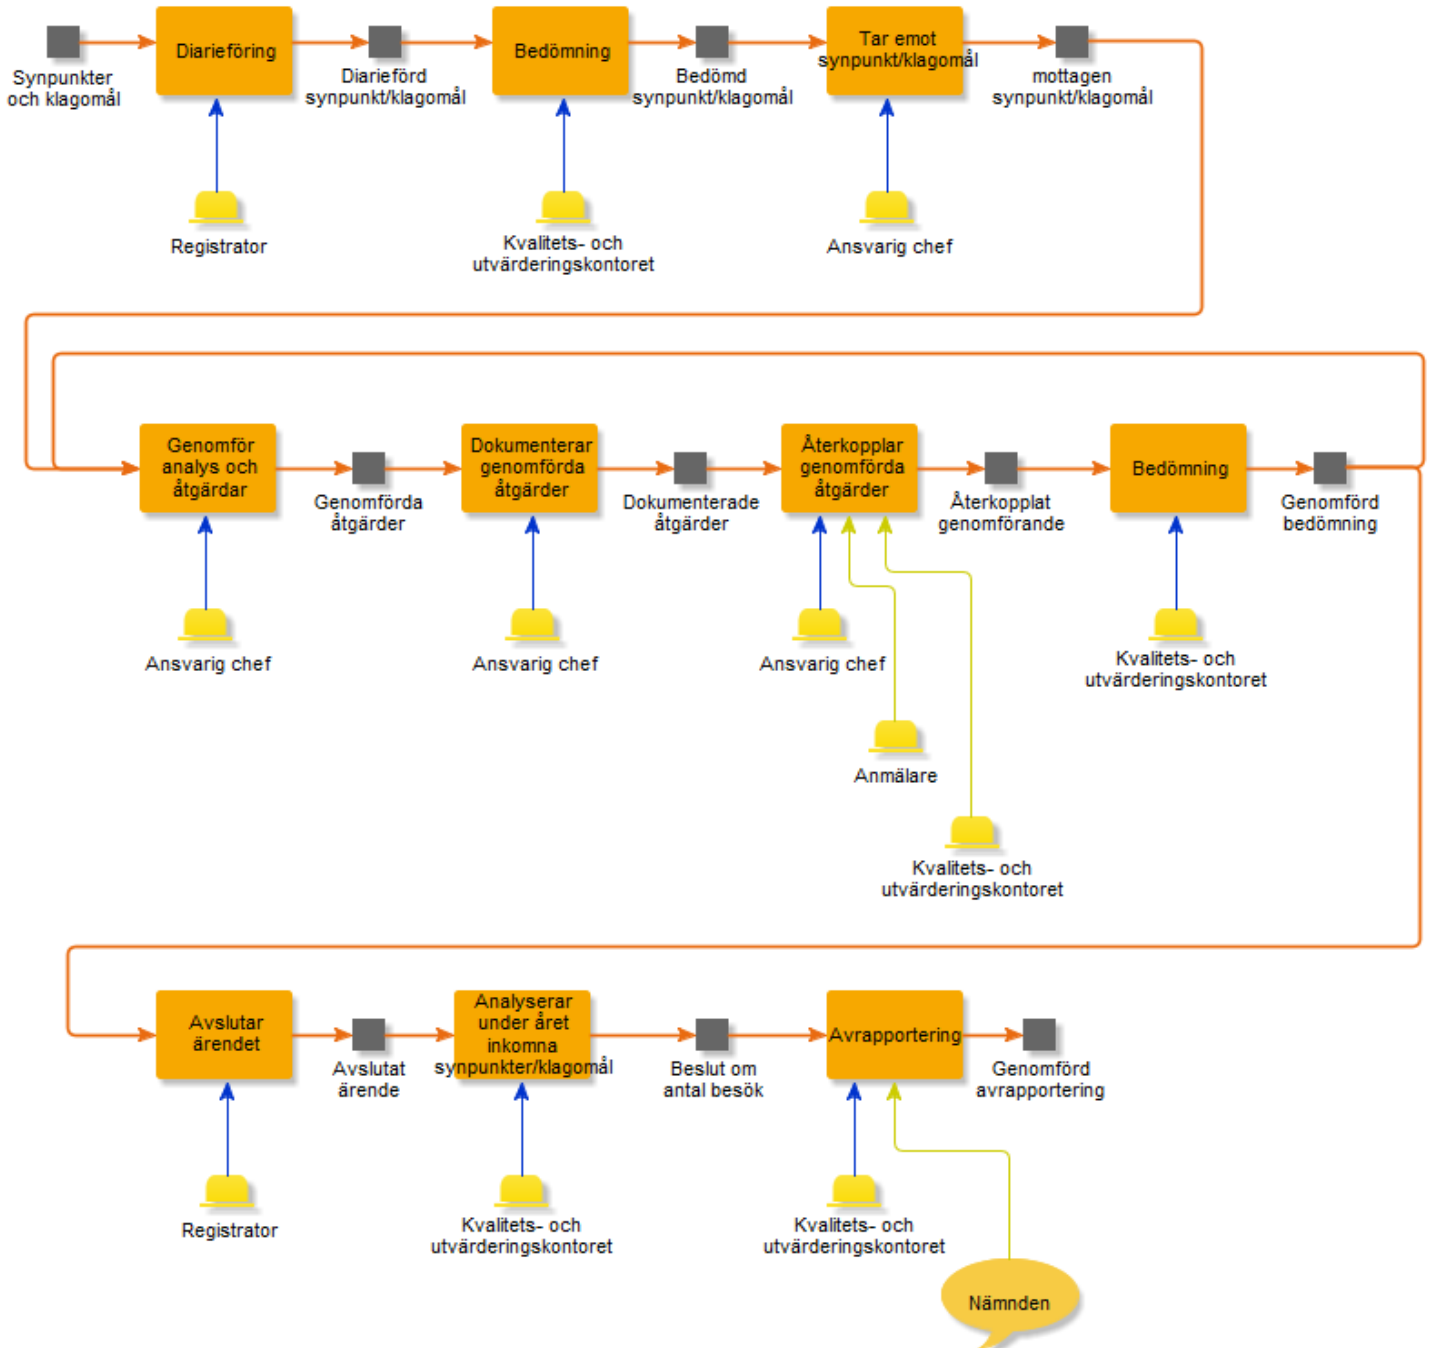 Synpunkter
och klagomål
Diarieföring
Diarieförd
synpunkt/klagomål
Bedömning
Bedömd
synpunkt/klagomål
Tar emot
synpunkt/klagomål
mottagen
synpunkt/klagomål
Registrator
Kvalitets- och
utvärderingskontoret
Ansvarig chef
Genomför
analys och
åtgärdar
Genomförda
åtgärder
Dokumenterar
genomförda
åtgärder
Dokumenterade
åtgärder
Återkopplar
genomförda
åtgärder
Återkopplat
genomförande
Bedömning
Genomförd
bedömning
Ansvarig chef
Ansvarig chef
Ansvarig chef
Kvalitets- och
utvärderingskontoret
Anmälare
Kvalitets- och
utvärderingskontoret
Avslutar
ärendet
Avslutat
ärende
Analyserar
under året
inkomna
synpunkter/klagomål
Beslut om
antal besök
Avrapportering
Genomförd
avrapportering
Registrator
Kvalitets- och
utvärderingskontoret
Kvalitets- och
utvärderingskontoret
Nämnden